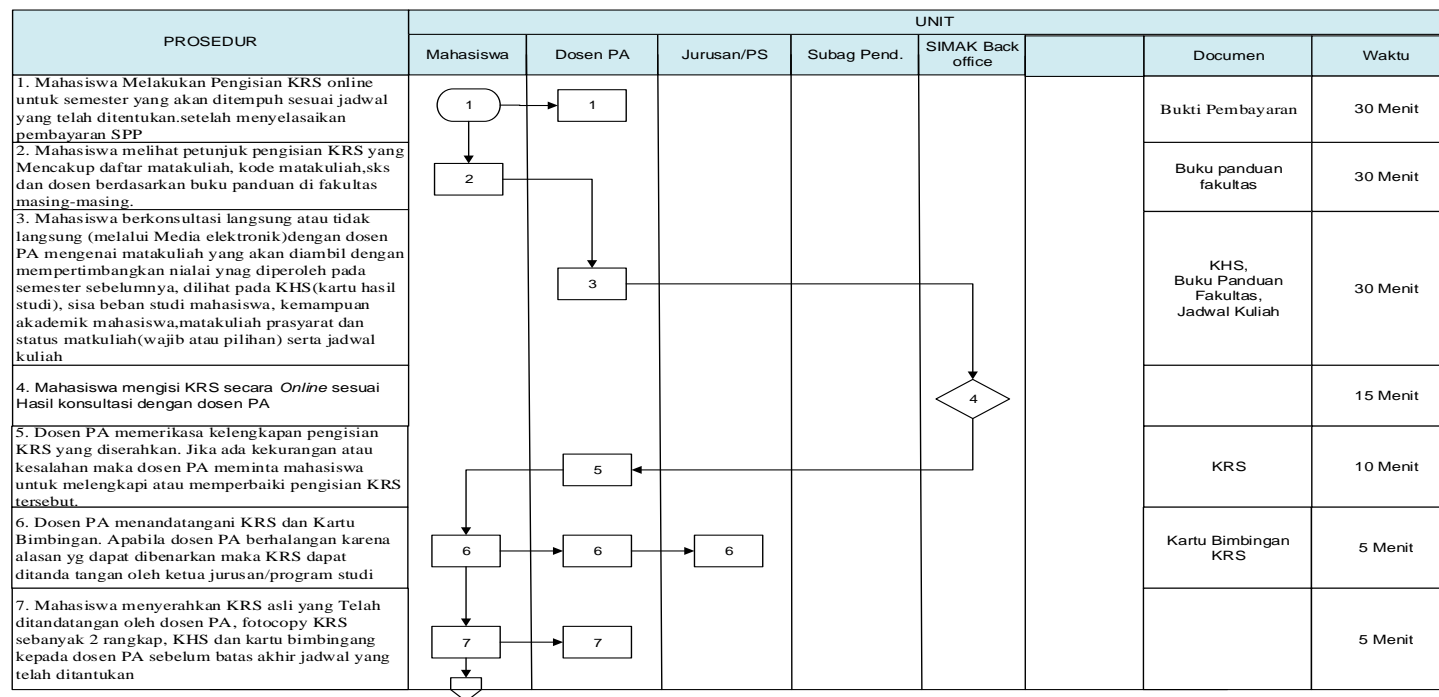 PROSEDUR
UNIT
Mahasiswa
Dosen PA
Jurusan/PS
Subag Pend.
SIMAK Back
office
Documen
Waktu
1. Mahasiswa Melakukan Pengisian KRS online
untuk semester yang akan ditempuh sesuai jadwal
yang telah ditentukan.setelah menyelasaikan
pembayaran SPP
1
1
Bukti Pembayaran
30 Menit
2. Mahasiswa melihat petunjuk pengisian KRS yang
Mencakup daftar matakuliah, kode matakuliah,sks
dan dosen berdasarkan buku panduan di fakultas
masing-masing.
2
Buku panduan
fakultas
30 Menit
3. Mahasiswa berkonsultasi langsung atau tidak
langsung (melalui Media elektronik)dengan dosen
PA mengenai matakuliah yang akan diambil dengan
mempertimbangkan nialai ynag diperoleh pada
semester sebelumnya, dilihat pada KHS(kartu hasil
studi), sisa beban studi mahasiswa, kemampuan
akademik mahasiswa,matakuliah prasyarat dan
status matkuliah(wajib atau pilihan) serta jadwal
kuliah
3
KHS,
Buku Panduan
Fakultas,
Jadwal Kuliah
30 Menit
4. Mahasiswa mengisi KRS secara Online sesuai
Hasil konsultasi dengan dosen PA
4
15 Menit
5. Dosen PA memerikasa kelengkapan pengisian
KRS yang diserahkan. Jika ada kekurangan atau
kesalahan maka dosen PA meminta mahasiswa
untuk melengkapi atau memperbaiki pengisian KRS
tersebut.
5
KRS
10 Menit
6. Dosen PA menandatangani KRS dan Kartu
Bimbingan. Apabila dosen PA berhalangan karena
alasan yg dapat dibenarkan maka KRS dapat
ditanda tangan oleh ketua jurusan/program studi
6
6
6
Kartu Bimbingan
KRS
5 Menit
7. Mahasiswa menyerahkan KRS asli yang Telah
ditandatangan oleh dosen PA, fotocopy KRS
sebanyak 2 rangkap, KHS dan kartu bimbingang
kepada dosen PA sebelum batas akhir jadwal yang
telah ditantukan
7
7
5 Menit